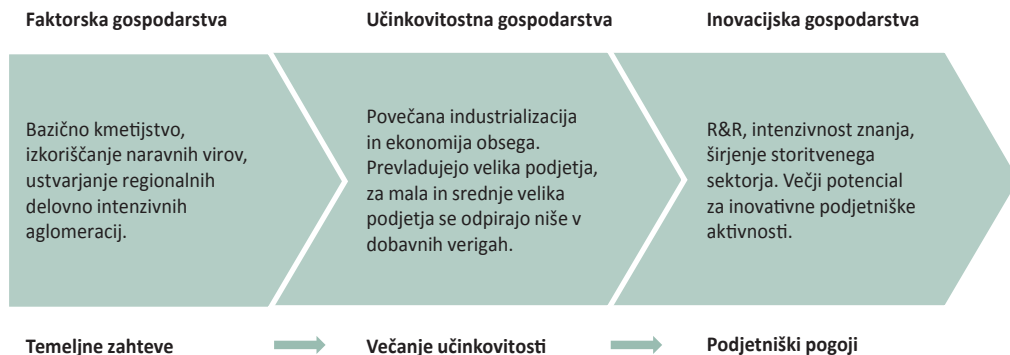 Faktorska gospodarstva
Učinkovitostna gospodarstva
Inovacijska gospodarstva
Bazično kmetijstvo,
izkoriščanje naravnih virov,
ustvarjanje regionalnih
delovno intenzivnih
aglomeracij.
Povečana industrializacija
in ekonomija obsega.
Prevladujejo velika podjetja,
za mala in srednje velika
podjetja se odpirajo niše v
dobavnih verigah.
R&R, intenzivnost znanja,
širjenje storitvenega
sektorja. Večji potencial
za inovativne podjetniške
aktivnosti.
Temeljne zahteve
Večanje učinkovitosti
Podjetniški pogoji